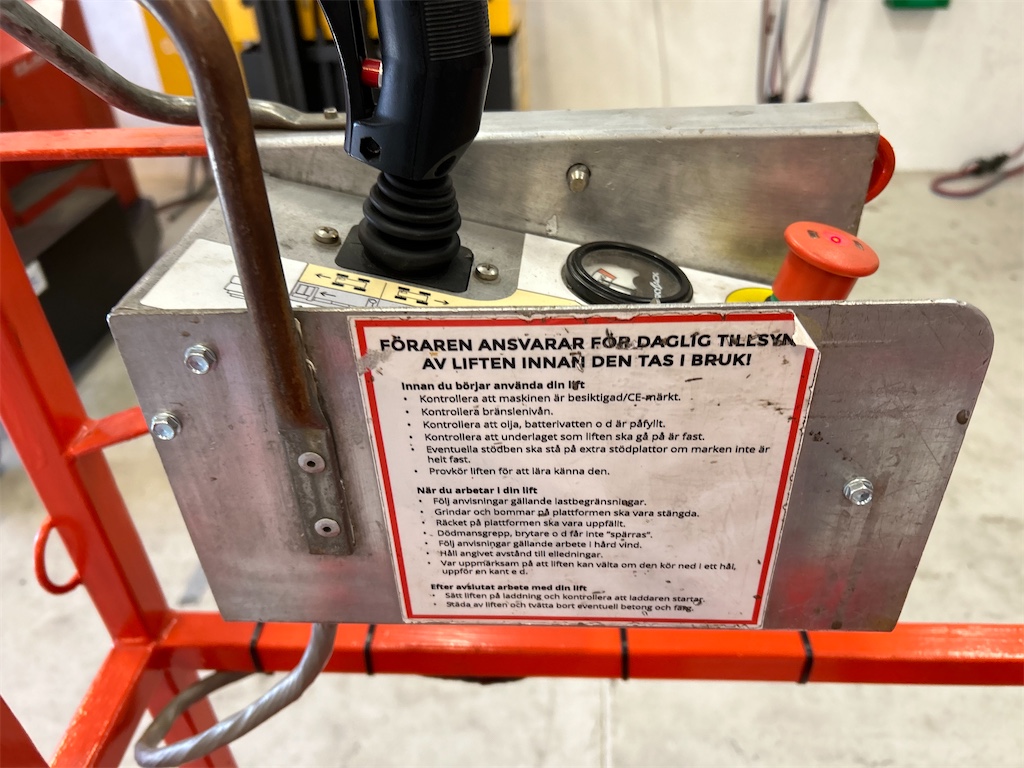 R
FÖRAREN ANSVARAR FÖR DAGLIG TILLSYN
AV LIFTEN INNAN DEN TAS I BRUK!
Innan du börjar använda din lift
• Kontrollera att maskinen är besiktigad/CE-märkt.
• Kontrollera bränslenivån.
• Kontrollera att olja, batterivatten o d är påfyllt.
• Kontrollera att underlaget som liften ska gå på är fast.
• Eventuella stödben ska stå på extra stödplattor om marken inte är
helt fast.
• Provkör liften för att lära känna den.
När du arbetar i din lift
• Följ anvisningar gällande lastbegränsningar.
• Grindar och bommar på plattformen ska vara stängda.
• Räcket på plattformen ska vara uppfällt.
• Dödmansgrepp, brytare o d får inte "spärras".
• Följ anvisningar gällande arbete i hård vind.
• Håll angivet avstånd till elledningar.
• Var uppmärksam på att liften kan välta om den kör ned i ett hål,
uppför en kant e d.
Efter avslutat arbete med din lift
• Sätt liften på laddning och kontrollera att laddaren startar.
• Städa av liften och tvätta bort eventuell betong och färg.